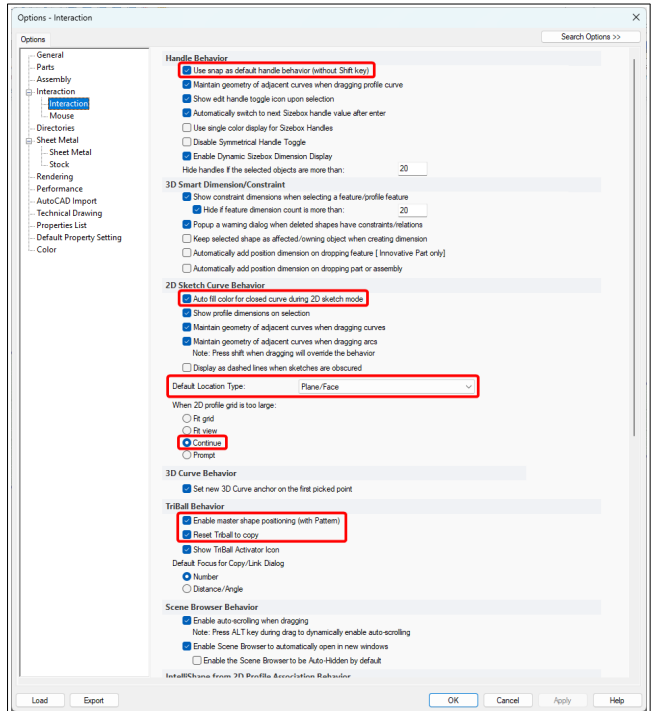 Options - Interaction
Options
Search Options >>
General
Parts
Assembly
Interaction
Interaction
Mouse
Directories
Sheet Metal
Sheet Metal
Stock
Rendering
Performance
AutoCAD Import
Technical Drawing
Properties List
Default Property Setting
Color
Handle Behavior
Use snap as default handle behavior (without Shift key)
Maintain geometry of adjacent curves when dragging profile curve
Show edit handle toggle icon upon selection
Automatically switch to next Sizebox handle value after enter
Use single color display for Sizebox Handles
Disable Symmetrical Handle Toggle
Enable Dynamic Sizebox Dimension Display
Hide handles if the selected objects are more than: 20
3D Smart Dimension/Constraint
Show constraint dimensions when selecting a feature/profile feature
Hide if feature dimension count is more than: 20
Popup a warning dialog when deleted shapes have constraints/relations
Keep selected shape as affected/owning object when creating dimension
Automatically add position dimension on dropping feature [ Innovative Part only]
Automatically add position dimension on dropping part or assembly
2D Sketch Curve Behavior
Auto fill color for closed curve during 2D sketch mode
Show profile dimensions on selection
Maintain geometry of adjacent curves when dragging curves
Maintain geometry of adjacent curves when dragging arcs
Note: Press shift when dragging will override the behavior
Display as dashed lines when sketches are obscured
Default Location Type: Plane/Face
When 2D profile grid is too large:
Fit grid
Fit view
Continue
Prompt
3D Curve Behavior
Set new 3D Curve anchor on the first picked point
TriBall Behavior
Enable master shape positioning (with Pattern)
Reset Triball to copy
Show TriBall Activator Icon
Default Focus for Copy/Link Dialog
Number
Distance/Angle
Scene Browser Behavior
Enable auto-scrolling when dragging
Note: Press ALT key during drag to dynamically enable auto-scrolling
Enable Scene Browser to automatically open in new windows
Enable the Scene Browser to be Auto-Hidden by default
IntelliShape from 2D Profile Association Behavior
Load
Export
OK
Cancel
Apply
Help